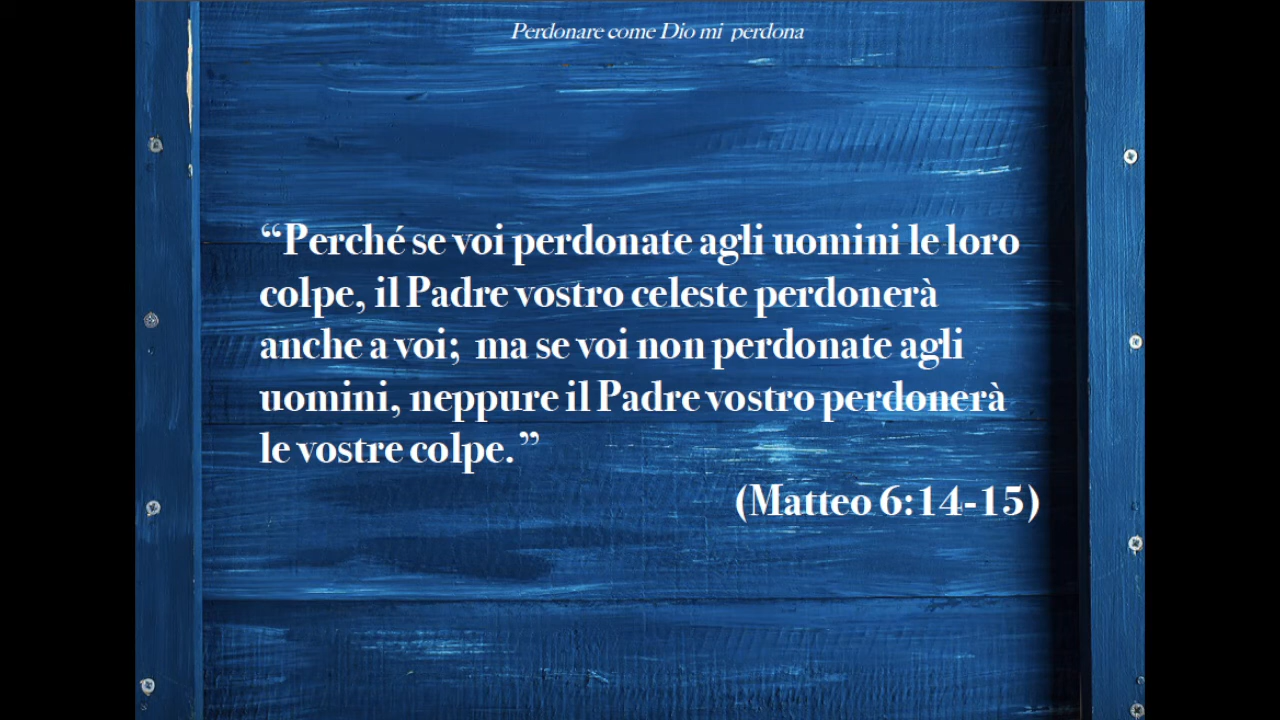 Perdonare come Dio mi perdona
“Perché se voi perdonate agli uomini le loro
colpe, il Padre vostro celeste perdonerà
anche a voi; ma se voi non perdonate agli
uomini, neppure il Padre vostro perdonerà
le vostre colpe.”
(Matteo 6:14-15)